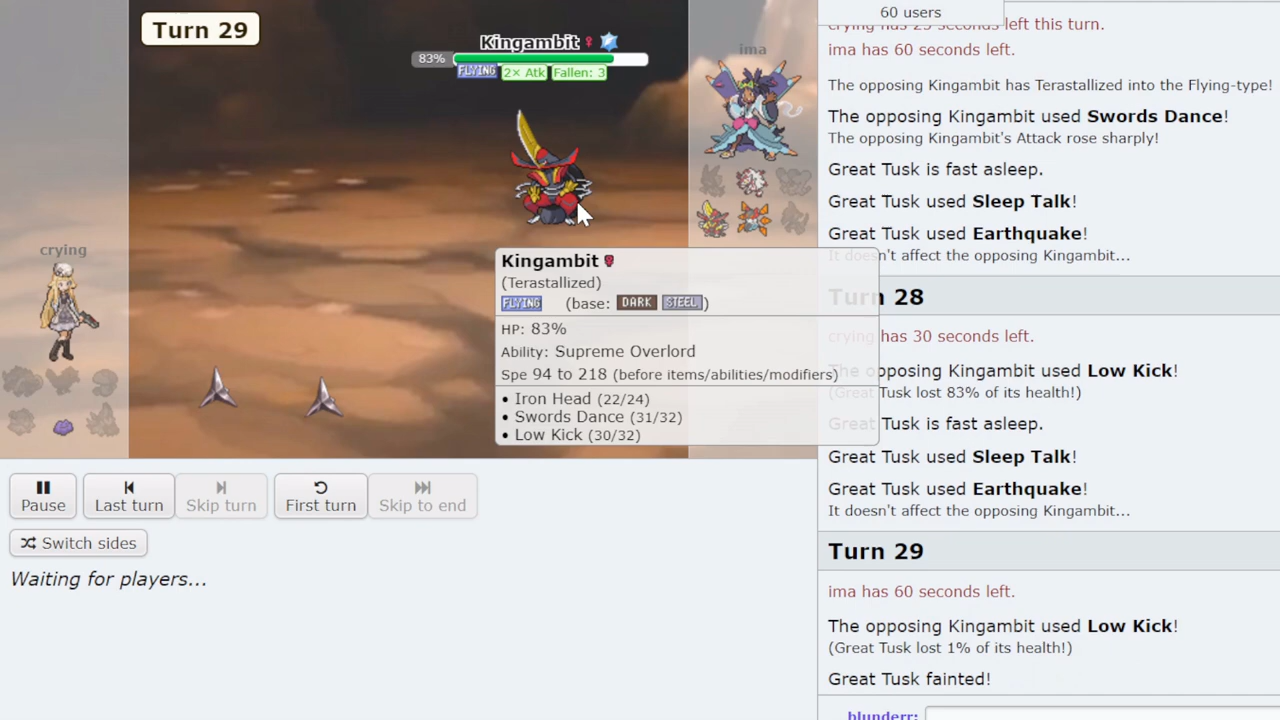 Turn 29
Kingambit
83%
FLYING 2× Atk Fallen: 3
crying
ima
Kingambit
(Terastallized)
FLYING (base: DARK STEEL)
HP: 83%
Ability: Supreme Overlord
Spe 94 to 218 (before items/abilities/modifiers)
• Iron Head (22/24)
• Swords Dance (31/32)
• Low Kick (30/32)
Pause
Last turn
Skip turn
First turn
Skip to end
Switch sides
Waiting for players...
60 users
crying has 25 seconds left this turn.
ima has 60 seconds left.
The opposing Kingambit has Terastallized into the Flying-type!
The opposing Kingambit used Swords Dance!
The opposing Kingambit's Attack rose sharply!
Great Tusk is fast asleep.
Great Tusk used Sleep Talk!
Great Tusk used Earthquake!
It doesn't affect the opposing Kingambit...
Turn 28
crying has 30 seconds left.
The opposing Kingambit used Low Kick!
(Great Tusk lost 83% of its health!)
Great Tusk is fast asleep.
Great Tusk used Sleep Talk!
Great Tusk used Earthquake!
It doesn't affect the opposing Kingambit...
Turn 29
ima has 60 seconds left.
The opposing Kingambit used Low Kick!
(Great Tusk lost 1% of its health!)
Great Tusk fainted!
blunderr: